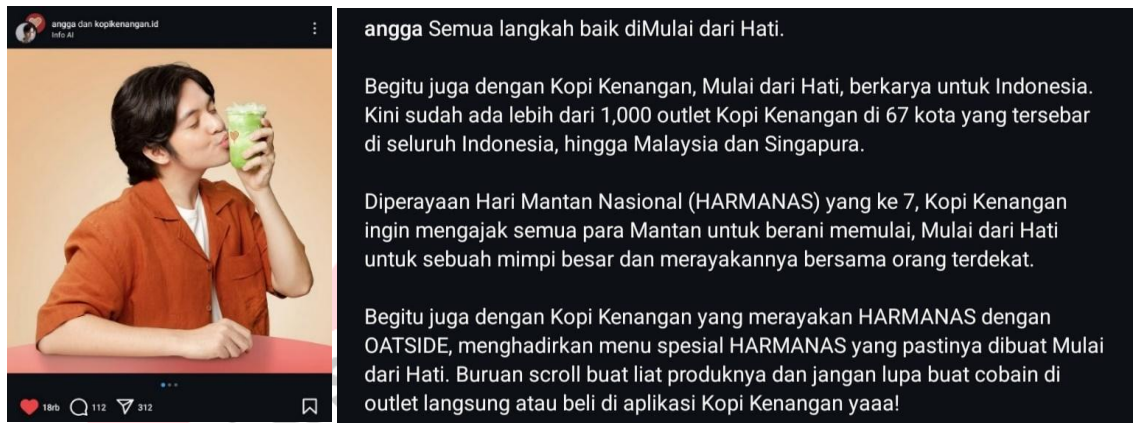 angga dan kopikenangan.id
Info AI
18rb 112 312
angga Semua langkah baik diMulai dari Hati.
Begitu juga dengan Kopi Kenangan, Mulai dari Hati, berkarya untuk Indonesia.
Kini sudah ada lebih dari 1,000 outlet Kopi Kenangan di 67 kota yang tersebar
di seluruh Indonesia, hingga Malaysia dan Singapura.
Diperayaan Hari Mantan Nasional (HARMANAS) yang ke 7, Kopi Kenangan
ingin mengajak semua para Mantan untuk berani memulai, Mulai dari Hati
untuk sebuah mimpi besar dan merayakannya bersama orang terdekat.
Begitu juga dengan Kopi Kenangan yang merayakan HARMANAS dengan
OATSIDE, menghadirkan menu spesial HARMANAS yang pastinya dibuat Mulai
dari Hati. Buruan scroll buat liat produknya dan jangan lupa buat cobain di
outlet langsung atau beli di aplikasi Kopi Kenangan yaaa!